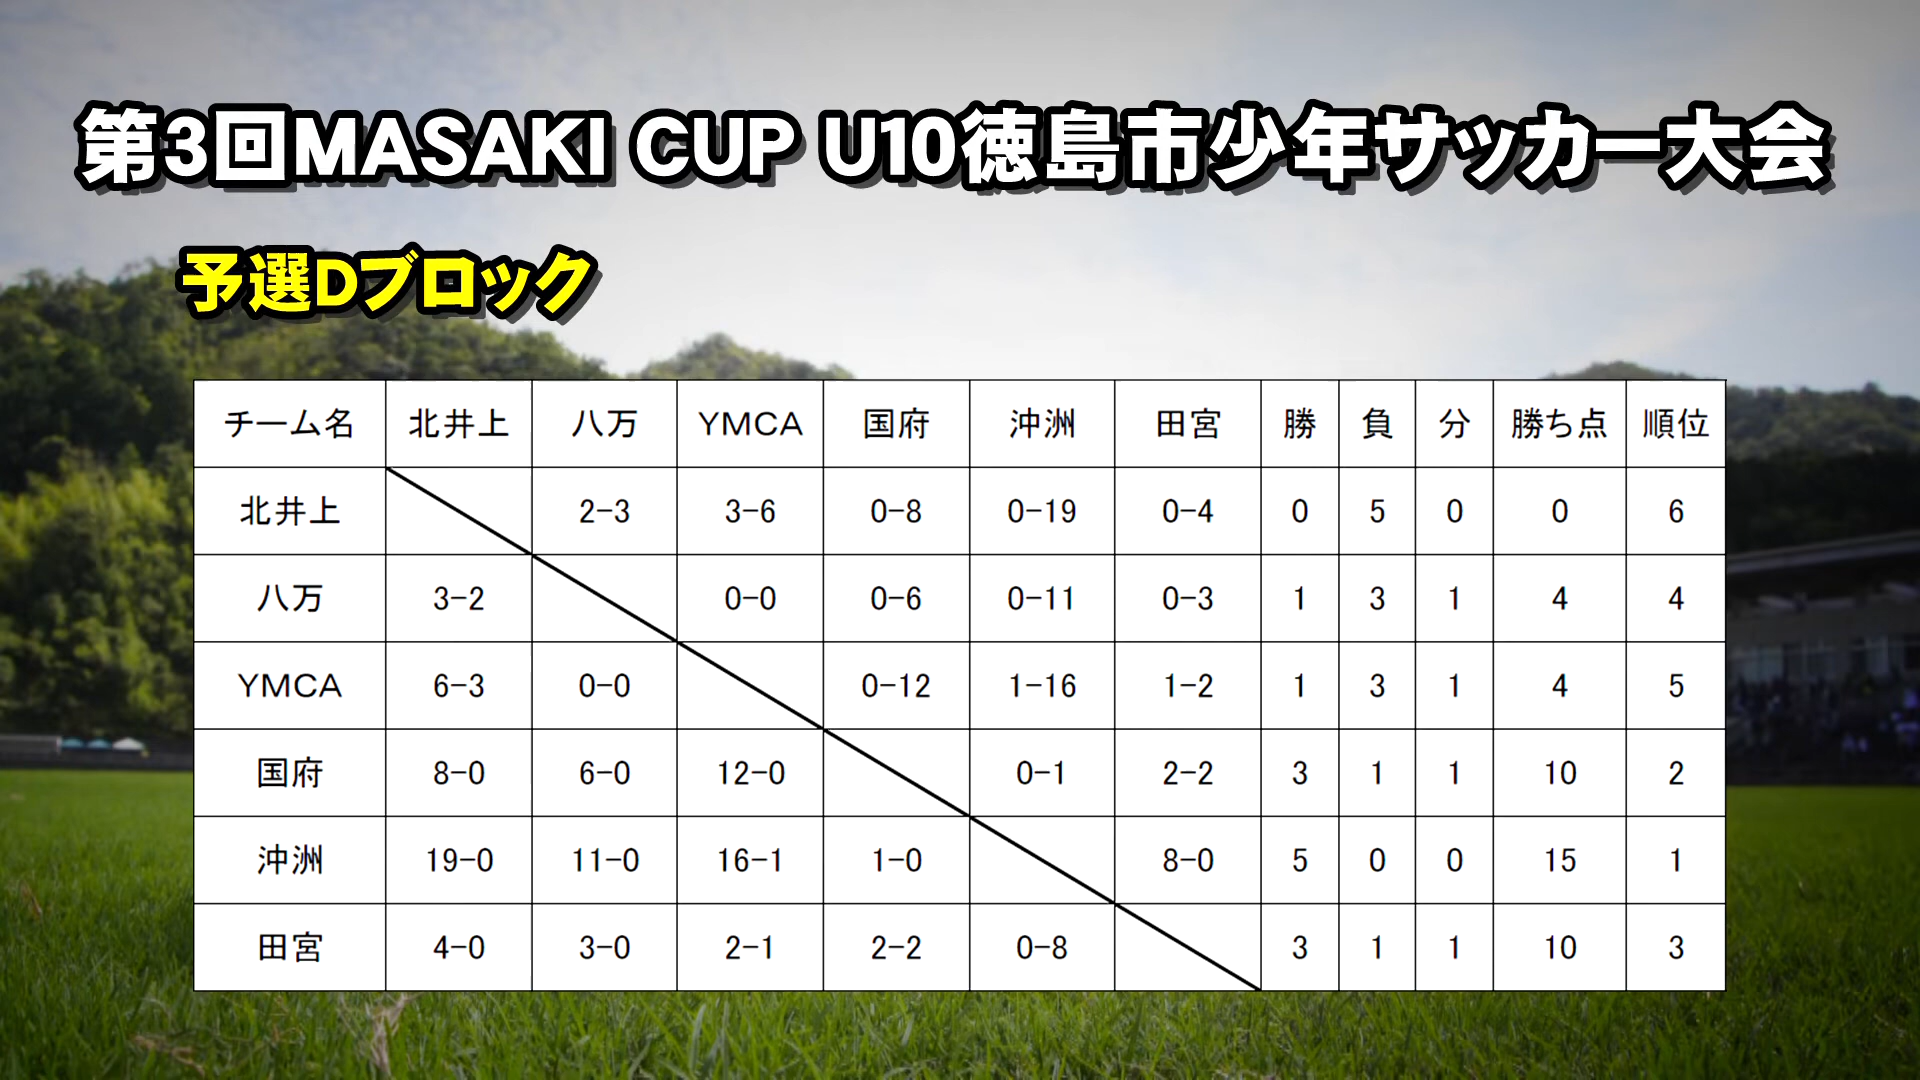 第3回MASAKI CUP U10徳島市少年サッカー大会
予選Dブロック
チーム名 北井上 八万 YMCA 国府 沖洲 田宮 勝 負 分 勝ち点 順位
北井上 2-3 3-6 0-8 0-19 0-4 0 5 0 0 6
八万 3-2 0-0 0-6 0-11 0-3 1 3 1 4 4
YMCA 6-3 0-0 0-12 1-16 1-2 1 3 1 4 5
国府 8-0 6-0 12-0 0-1 2-2 3 1 1 10 2
沖洲 19-0 11-0 16-1 1-0 8-0 5 0 0 15 1
田宮 4-0 3-0 2-1 2-2 0-8 3 1 1 10 3